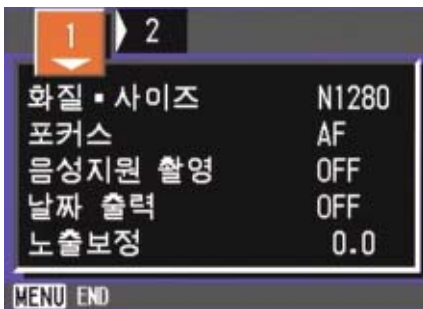 1 2
화질▪사이즈 N1280
포커스 AF
음성지원 촬영 OFF
날짜 출력 OFF
노출보정 0.0
MENU END